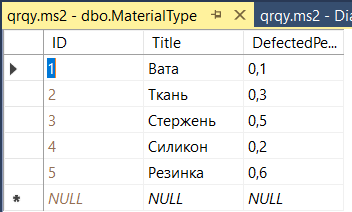 qrqy.ms2 - dbo.MaterialType
qrqy.ms2 - Dia
ID Title DefectedPe...
1 Вата 0,1
2 Ткань 0,3
3 Стержень 0,5
4 Силикон 0,2
5 Резинка 0,6
NULL NULL NULL